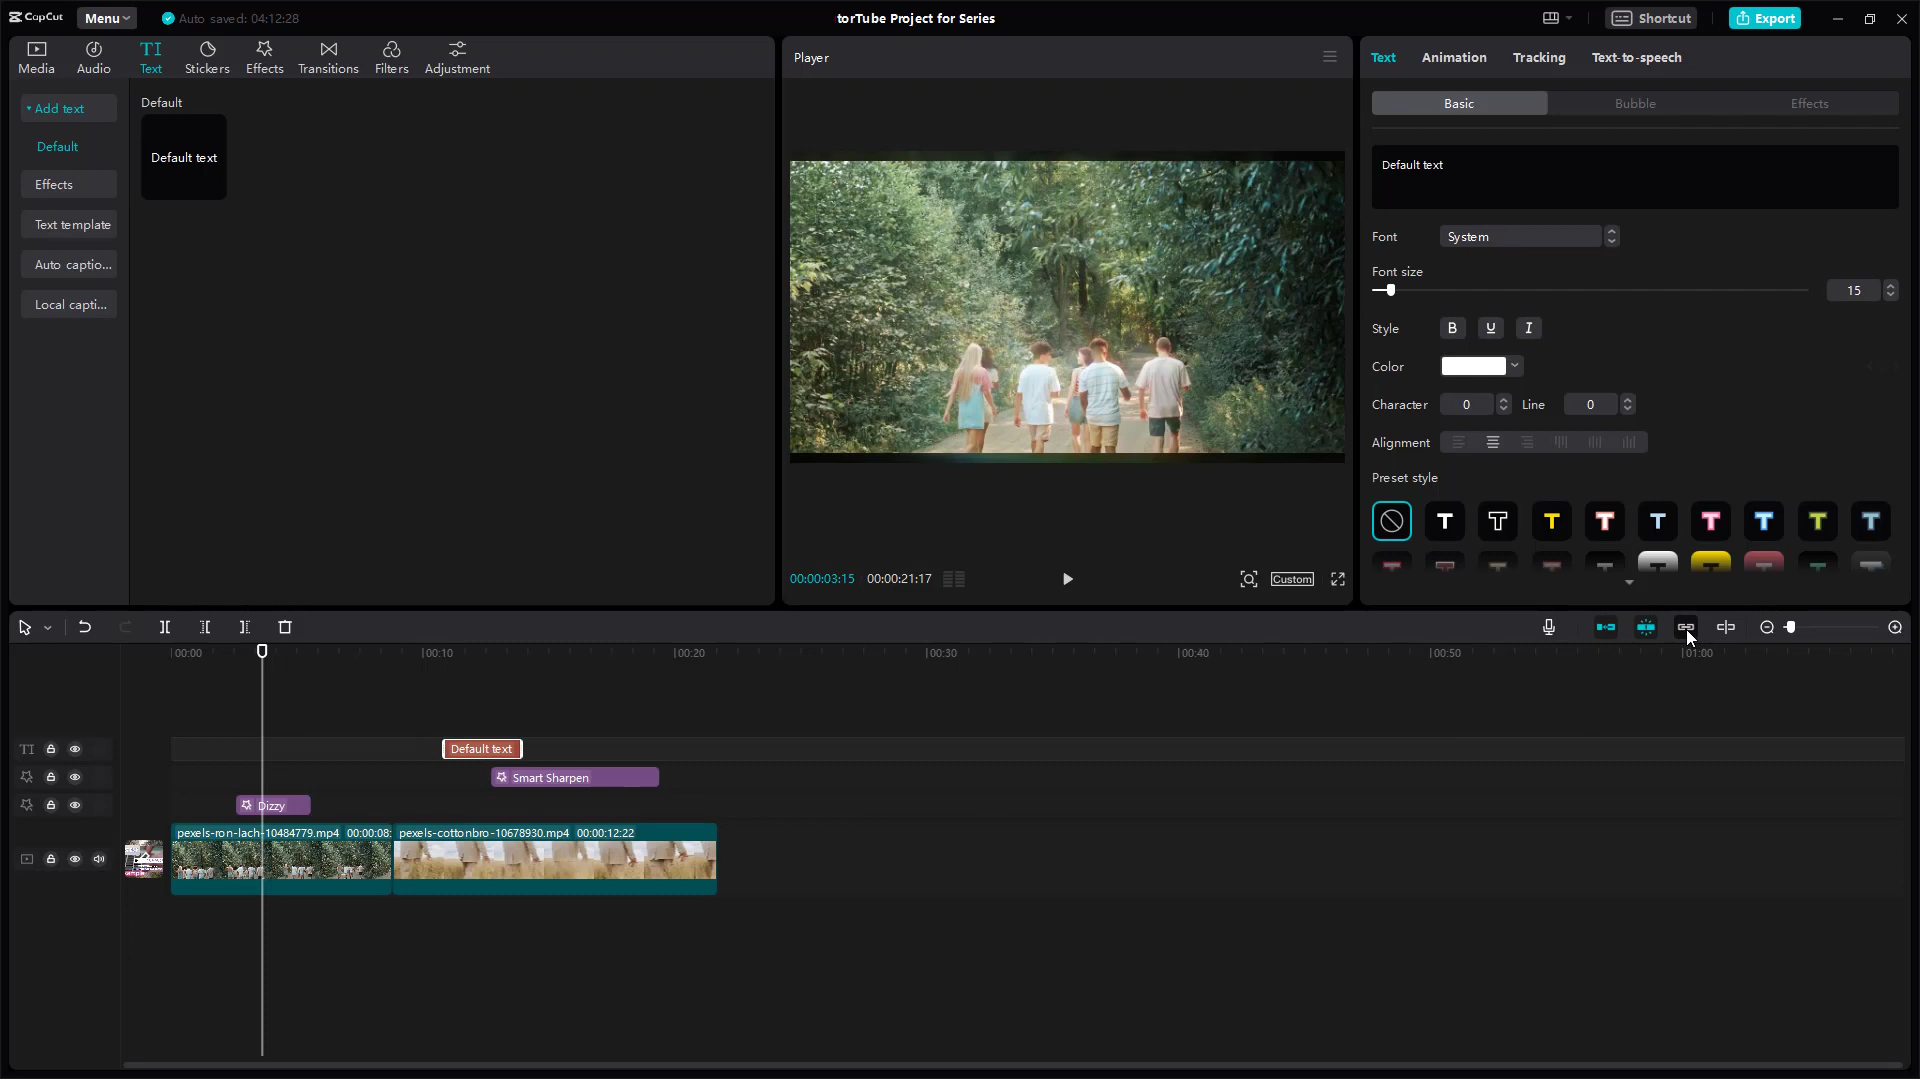 CapCut Menu Auto saved: 04:12:28 torTube Project for Series Shortcut Export
Media Audio Text Stickers Effects Transitions Filters Adjustment
TI
Add text
Default
Effects
Text template
Auto captio...
Local capti...
Default
Default text
Player
00:00:03:15 00:00:21:17 Custom
Text Animation Tracking Text-to-speech
Basic Bubble Effects
Default text
Font System
Font size
15
Style B U I
Color
Character 0 Line 0
Alignment
Preset style
T T T T T T T T T
00:00 00:10 00:20 00:30 00:40 00:50 01:00
TI Default text
Smart Sharpen
Dizzy
pexels-ron-lach-10484779.mp4 00:00:08: pexels-cottonbro-10678930.mp4 00:00:12:22